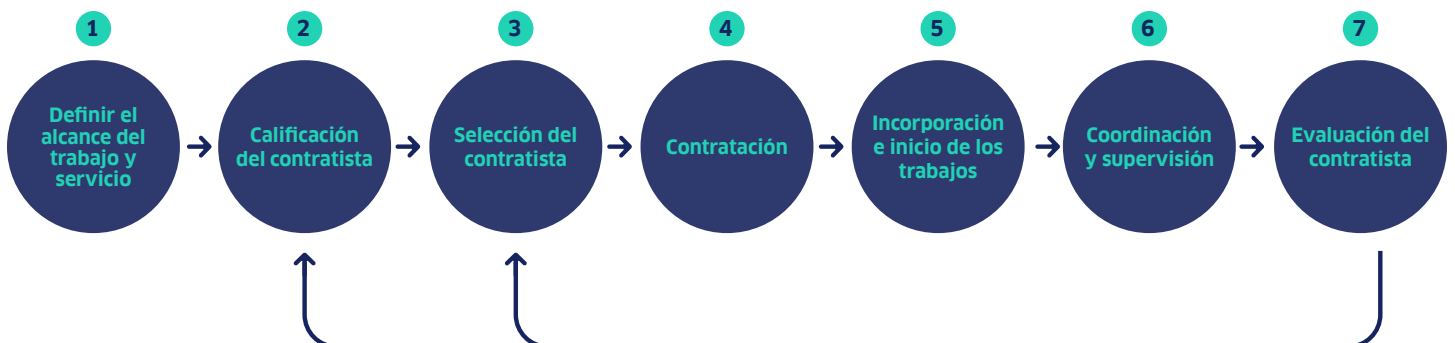 1
Definir el
alcance del
trabajo y
servicio
2
Calificación
del contratista
3
Selección del
contratista
4
Contratación
5
Incorporación
e inicio de los
trabajos
6
Coordinación
y supervisión
7
Evaluación del
contratista